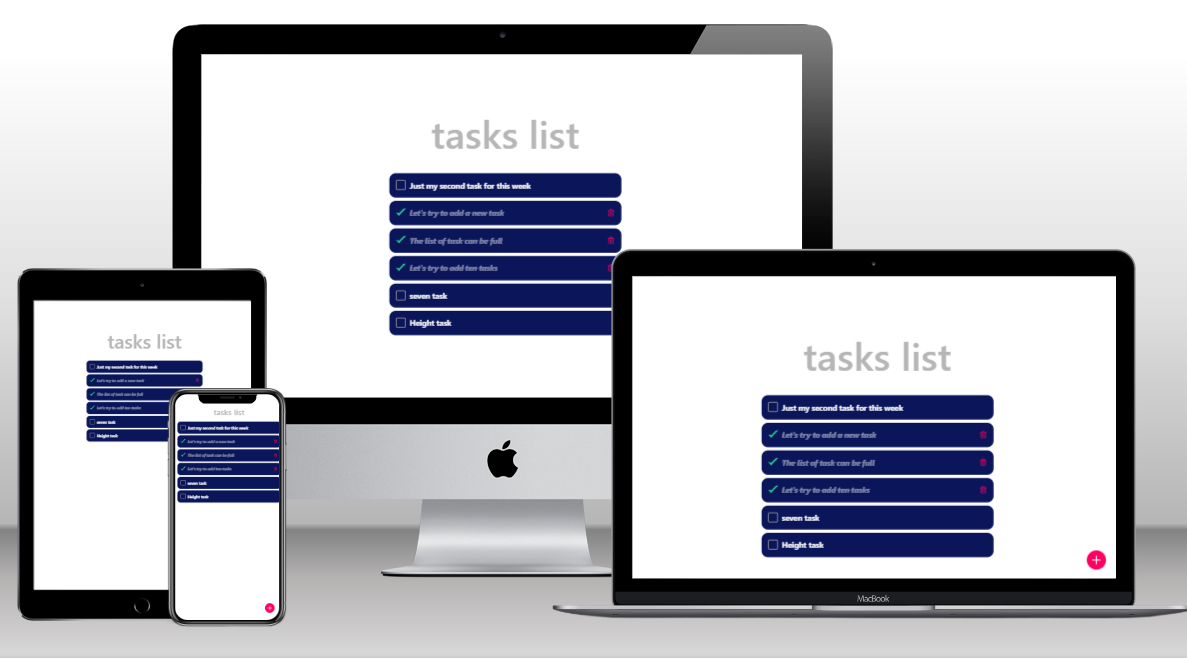 tasks list
Just my second task for this week
Let's try to add a new task
The list of task can be full
Let's try to add ten tasks
seven task
Height task
tasks list
Just my second task for this week
Let's try to add a new task
The list of task can be full
Let's try to add ten tasks
seven task
Height task
tasks list
Just my second task for this week
Let's try to add a new task
The list of task can be full
Let's try to add ten tasks
seven task
Height task
tasks list
Just my second task for this week
Let's try to add a new task
The list of task can be full
Let's try to add ten tasks
seven task
Height task
MacBook